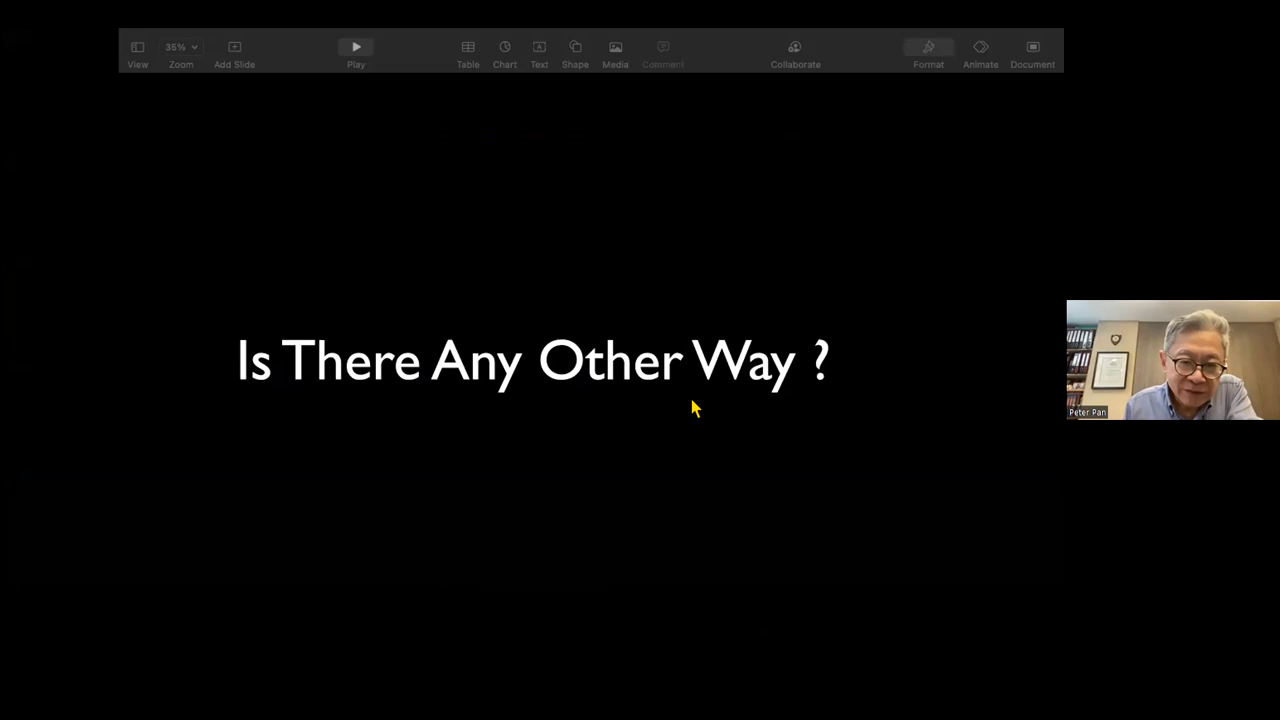 35%
View
Zoom
Add Slide
Play
Table
Chart
Text
Shape
Media
Comment
Collaborate
Format
Animate
Document
Is There Any Other Way ?
Peter Pan